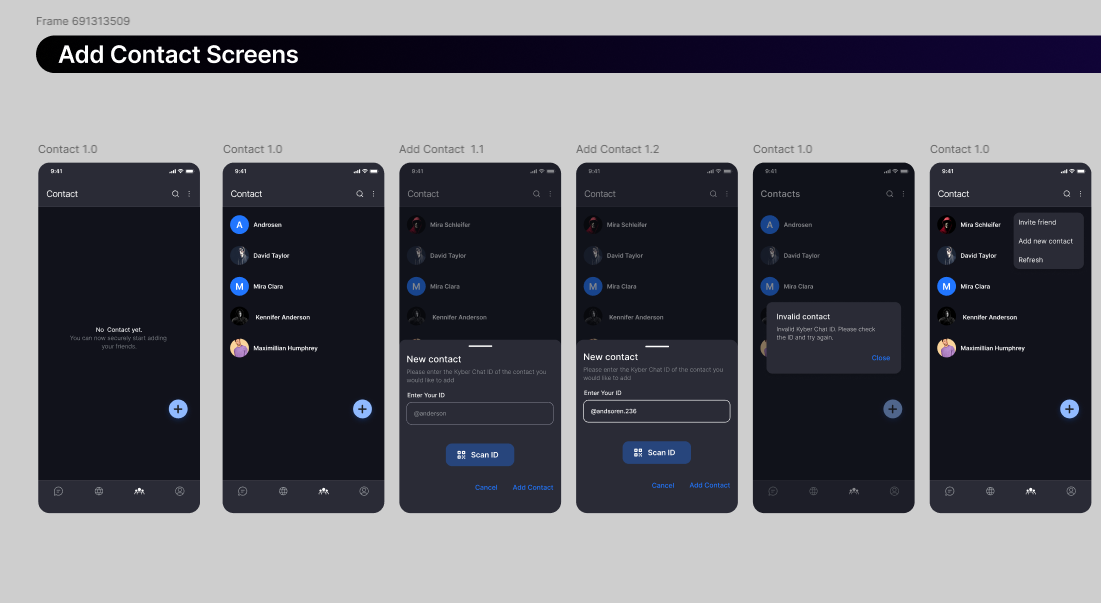 Frame 691313509
Add Contact Screens
Contact 1.0
9:41
Contact
No Contact yet.
You can now securely start adding
your friends.
Contact 1.0
9:41
Contact
A
Androsen
David Taylor
M
Mira Clara
Kennifer Anderson
Maximillian Humphrey
Add Contact 1.1
9:41
Contact
Mira Schleifer
David Taylor
M
Mira Clara
Kennifer Anderson
New contact
Please enter the Kyber Chat ID of the contact you
would like to add
Enter Your ID
@anderson
Scan ID
Cancel
Add Contact
Add Contact 1.2
9:41
Contact
Mira Schleifer
David Taylor
M
Mira Clara
Kennifer Anderson
New contact
Please enter the Kyber Chat ID of the contact you
would like to add
Enter Your ID
@andsoren.236
Scan ID
Cancel
Add Contact
Contact 1.0
9:41
Contacts
A
Androsen
David Taylor
M
Mira Clara
Invalid contact
Invalid Kyber Chat ID. Please check
the ID and try again.
Close
Contact 1.0
9:41
Contact
Invite friend
Add new contact
Refresh
Mira Schleifer
David Taylor
M
Mira Clara
Kennifer Anderson
Maximillian Humphrey